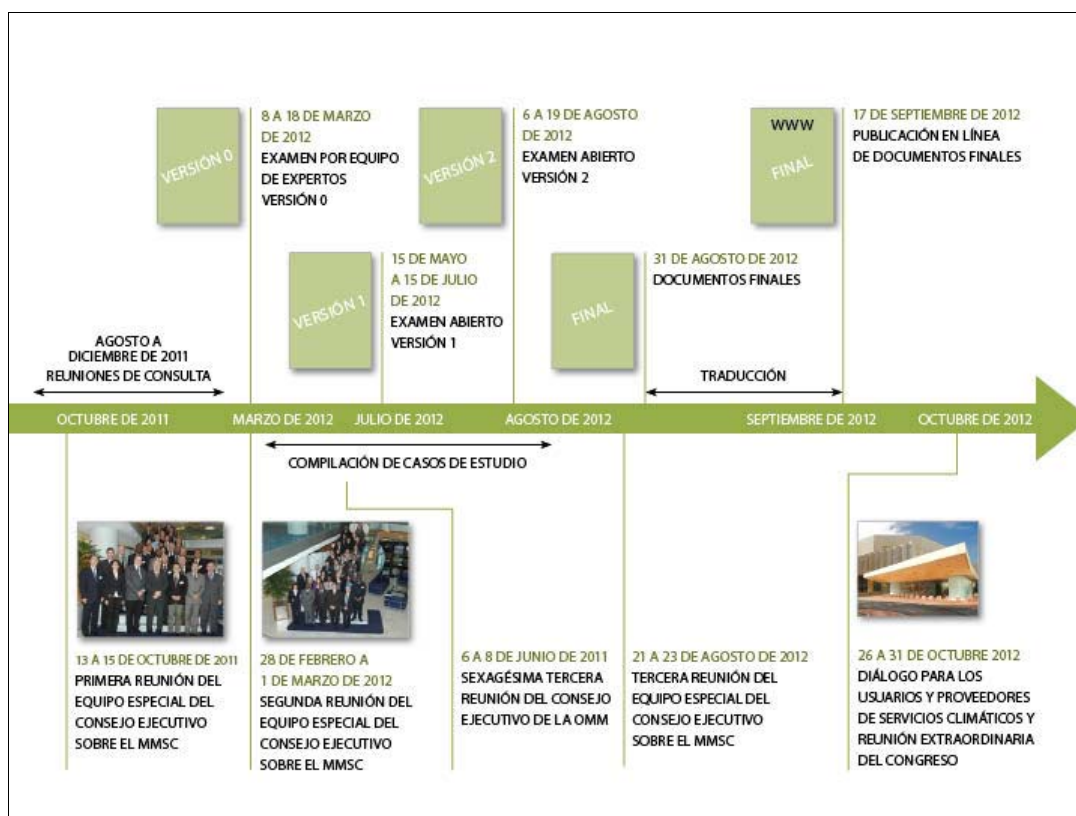 8 A 18 DE MARZO
DE 2012
EXAMEN POR EQUIPO
DE EXPERTOS
VERSIÓN 0
VERSIÓN 0
6 A 19 DE AGOSTO
DE 2012
EXAMEN ABIERTO
VERSIÓN 2
VERSIÓN 2
WWW
FINAL
17 DE SEPTIEMBRE DE 2012
PUBLICACIÓN EN LÍNEA
DE DOCUMENTOS FINALES
15 DE MAYO
A 15 DE JULIO
DE 2012
EXAMEN ABIERTO
VERSIÓN 1
VERSIÓN 1
31 DE AGOSTO DE 2012
DOCUMENTOS FINALES
FINAL
AGOSTO A
DICIEMBRE DE 2011
REUNIONES DE CONSULTA
TRADUCCIÓN
OCTUBRE DE 2011
MARZO DE 2012
JULIO DE 2012
AGOSTO DE 2012
SEPTIEMBRE DE 2012
OCTUBRE DE 2012
COMPILACIÓN DE CASOS DE ESTUDIO
13 A 15 DE OCTUBRE DE 2011
PRIMERA REUNIÓN DEL
EQUIPO ESPECIAL DEL
CONSEJO EJECUTIVO
SOBRE EL MMSC
28 DE FEBRERO A
1 DE MARZO DE 2012
SEGUNDA REUNIÓN DEL
EQUIPO ESPECIAL DEL
CONSEJO EJECUTIVO
SOBRE EL MMSC
6 A 8 DE JUNIO DE 2011
SEXAGÉSIMA TERCERA
REUNIÓN DEL CONSEJO
EJECUTIVO DE LA OMM
21 A 23 DE AGOSTO DE 2012
TERCERA REUNIÓN DEL
EQUIPO ESPECIAL DEL
CONSEJO EJECUTIVO
SOBRE EL MMSC
26 A 31 DE OCTUBRE 2012
DIÁLOGO PARA LOS
USUARIOS Y PROVEEDORES
DE SERVICIOS CLIMÁTICOS Y
REUNIÓN EXTRAORDINARIA
DEL CONGRESO